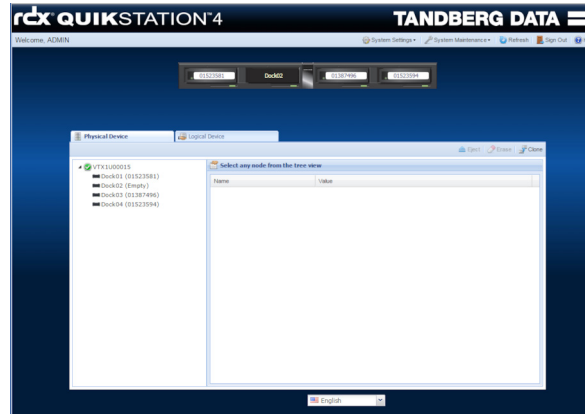 rdx® QUIKSTATION™4
TANDBERG DATA
Welcome, ADMIN
System Settings
System Maintenance
Refresh
Sign Out
01523581
Dock02
01387496
01523594
Physical Device
Logical Device
Eject
Erase
Clone
VTX1U00015
Dock01 (01523581)
Dock02 (Empty)
Dock03 (01387496)
Dock04 (01523594)
Select any node from the tree view
Name
Value
English